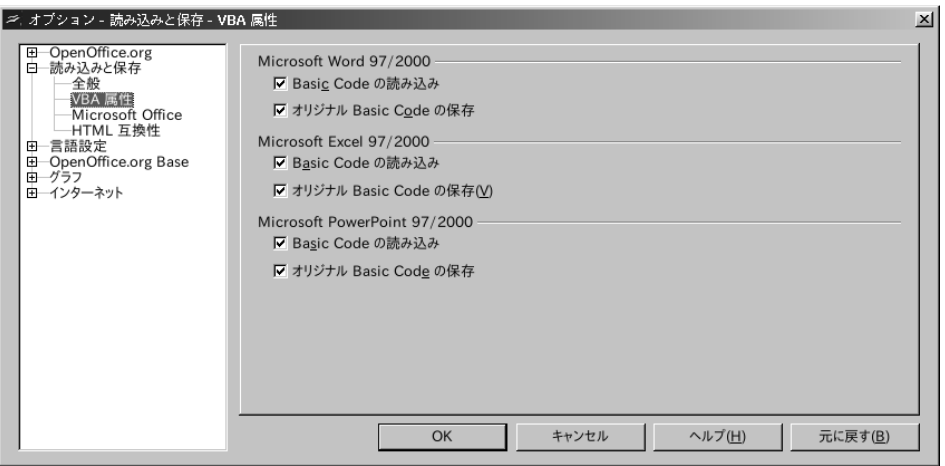 オプション - 読み込みと保存 - VBA 属性
OpenOffice.org
読み込みと保存
全般
VBA 属性
Microsoft Office
HTML 互換性
言語設定
OpenOffice.org Base
グラフ
インターネット
Microsoft Word 97/2000
Basic Code の読み込み
オリジナル Basic Code の保存
Microsoft Excel 97/2000
Basic Code の読み込み
オリジナル Basic Code の保存(V)
Microsoft PowerPoint 97/2000
Basic Code の読み込み
オリジナル Basic Code の保存
OK
キャンセル
ヘルプ(H)
元に戻す(B)